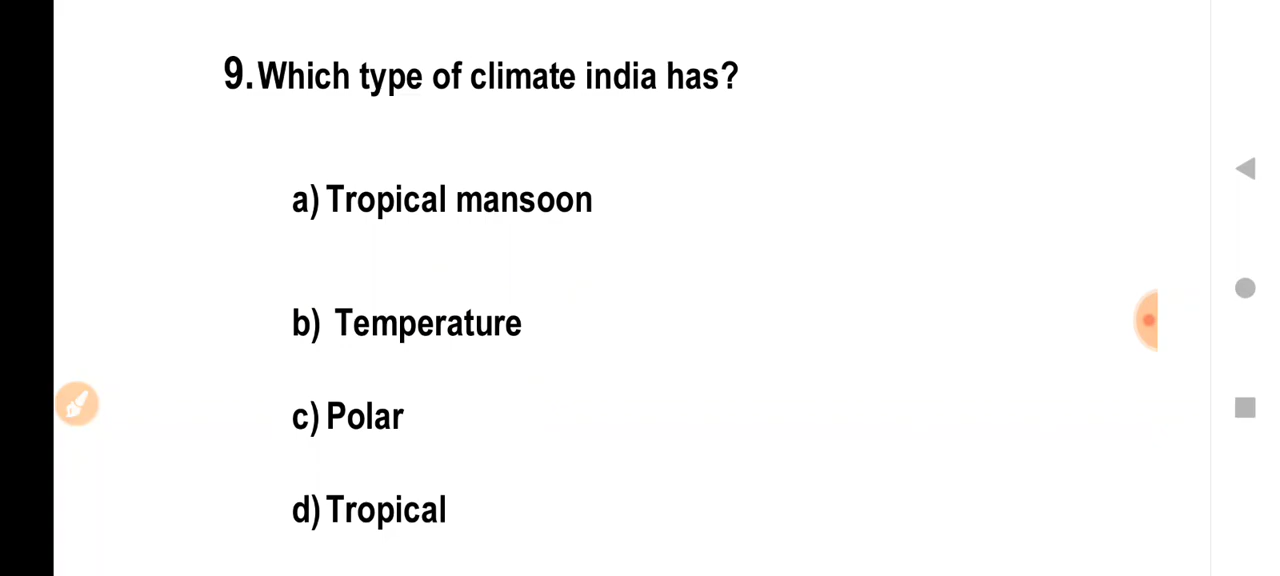 9.Which type of climate india has?
a) Tropical mansoon
b) Temperature
c) Polar
d) Tropical